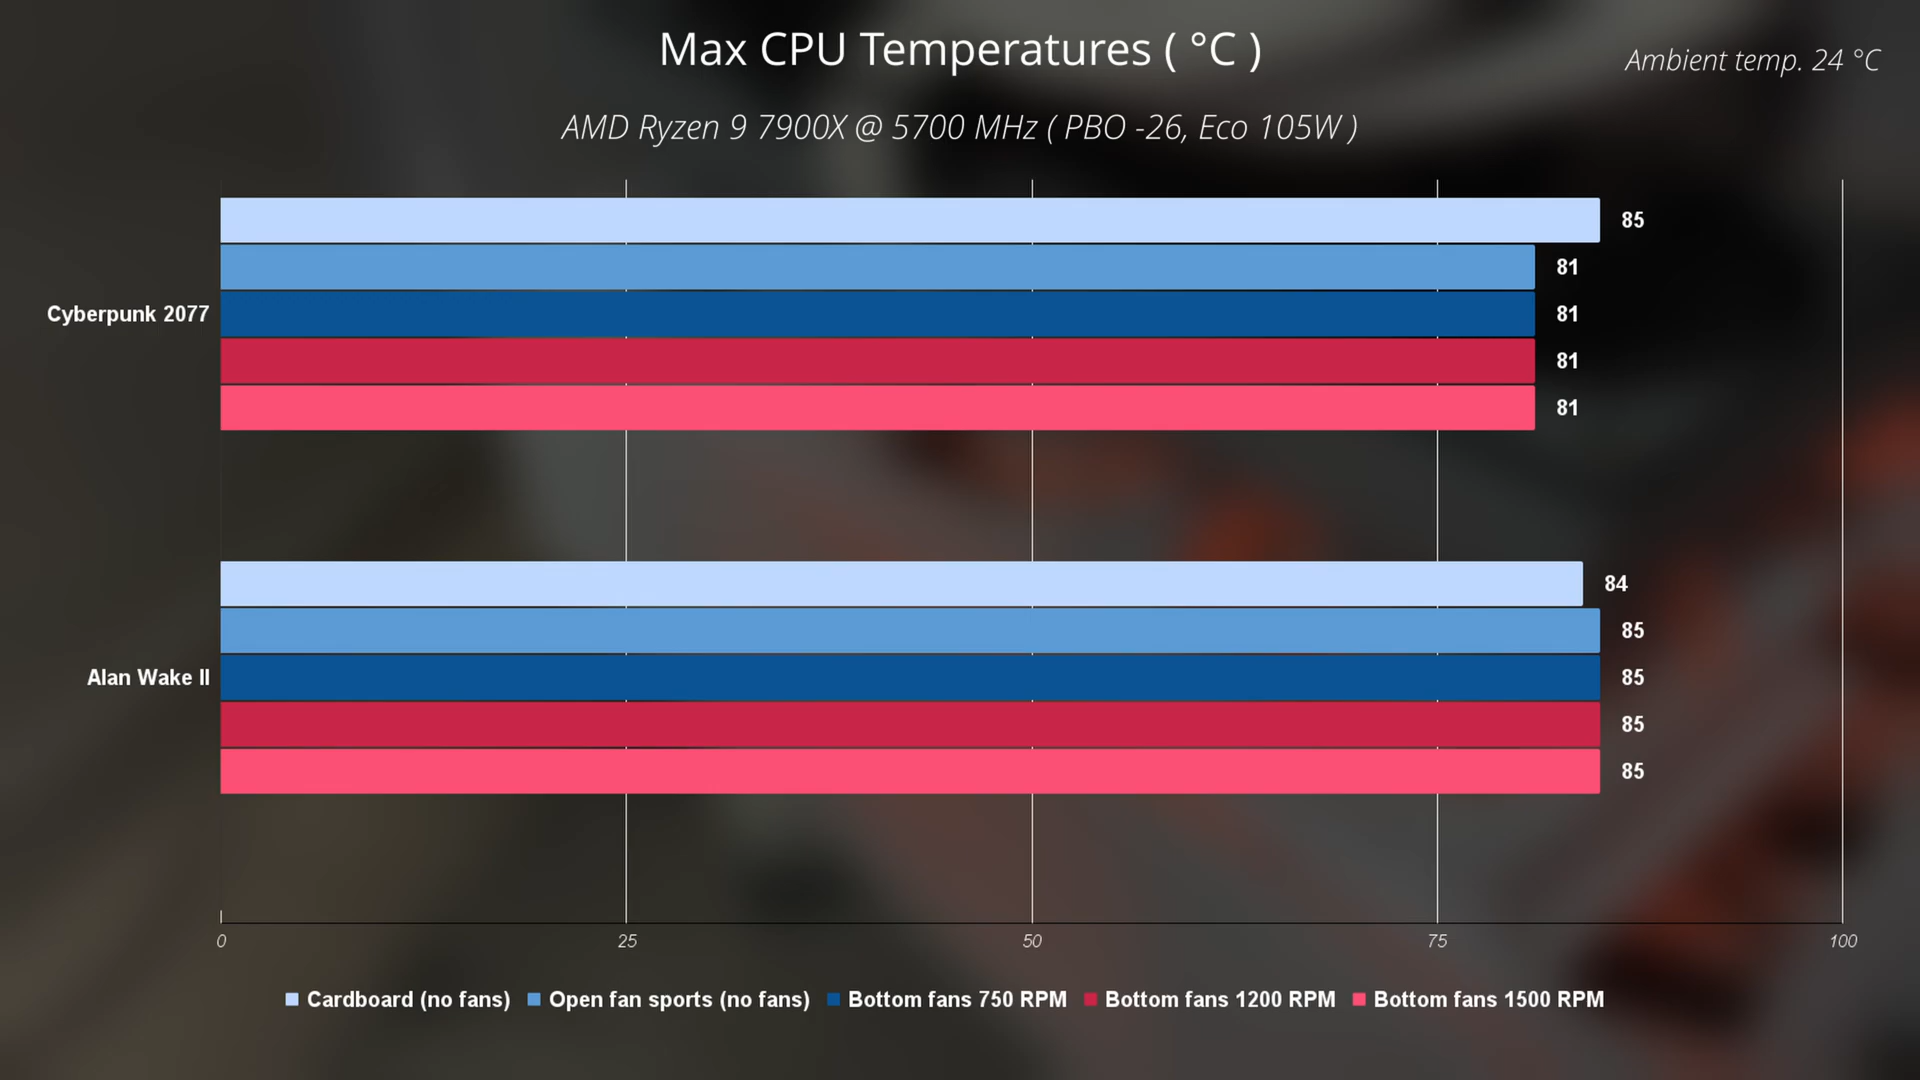 Max CPU Temperatures ( °C )
Ambient temp. 24 °C
AMD Ryzen 9 7900X @ 5700 MHz ( PBO -26, Eco 105W )
Cyberpunk 2077
85
81
81
81
81
Alan Wake II
84
85
85
85
85
0 25 50 75 100
Cardboard (no fans) Open fan sports (no fans) Bottom fans 750 RPM Bottom fans 1200 RPM Bottom fans 1500 RPM